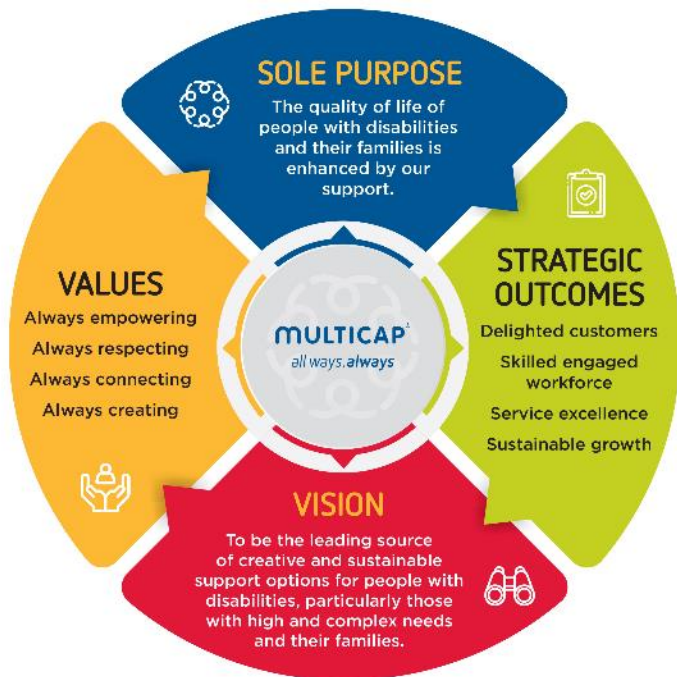 SOLE PURPOSE
The quality of life of
people with disabilities
and their families is
enhanced by our
support.
VALUES
Always empowering
Always respecting
Always connecting
Always creating
MULTICAP
all ways.always
STRATEGIC
OUTCOMES
Delighted customers
Skilled engaged
workforce
Service excellence
Sustainable growth
VISION
To be the leading source
of creative and sustainable
support options for people with
disabilities, particularly those
with high and complex needs
and their families.